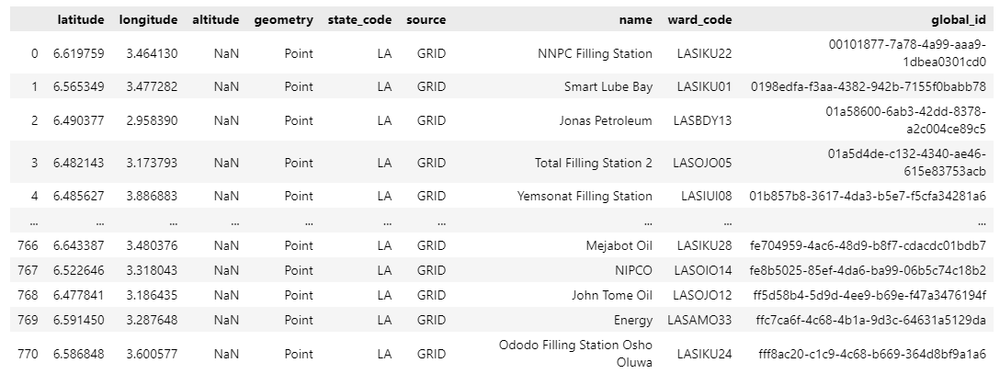 latitude longitude altitude geometry state_code source name ward_code global_id
0 6.619759 3.464130 NaN Point LA GRID NNPC Filling Station LASIKU22 00101877-7a78-4a99-aaa9-
1dbea0301cd0
1 6.565349 3.477282 NaN Point LA GRID Smart Lube Bay LASIKU01 0198edfa-f3aa-4382-942b-7155f0babb78
2 6.490377 2.958390 NaN Point LA GRID Jonas Petroleum LASBDY13 01a58600-6ab3-42dd-8378-
a2c004ce89c5
3 6.482143 3.173793 NaN Point LA GRID Total Filling Station 2 LASOJO05 01a5d4de-c132-4340-ae46-
615e83753acb
4 6.485627 3.886883 NaN Point LA GRID Yemsonat Filling Station LASIUI08 01b857b8-3617-4da3-b5e7-f5cfa34281a6
... ... ... ... ... ... ... ... ... ...
766 6.643387 3.480376 NaN Point LA GRID Mejabot Oil LASIKU28 fe704959-4ac6-48d9-b8f7-cdacdc01bdb7
767 6.522646 3.318043 NaN Point LA GRID NIPCO LASOIO14 fe8b5025-85ef-4da6-ba99-06b5c74c18b2
768 6.477841 3.186435 NaN Point LA GRID John Tome Oil LASOJO12 ff5d58b4-5d9d-4ee9-b69e-f47a3476194f
769 6.591450 3.287648 NaN Point LA GRID Energy LASAMO33 ffc7ca6f-4c68-4b1a-9d3c-64631a5129da
770 6.586848 3.600577 NaN Point LA GRID Ododo Filling Station Osho
Oluwa LASIKU24 fff8ac20-c1c9-4c68-b669-364d8bf9a1a6